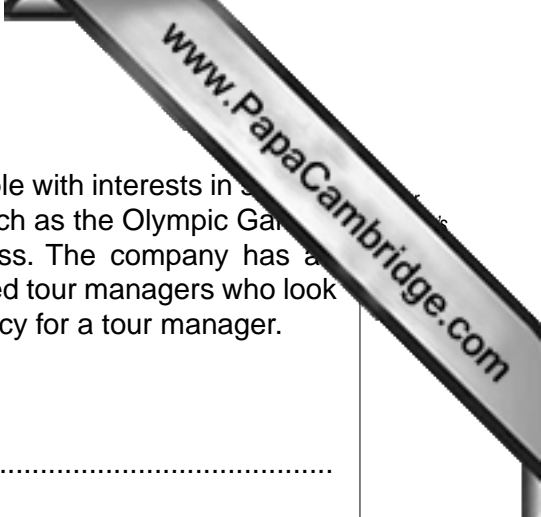 www.PapaCambridge.com
le with interests in
ch as the Olympic Ga
ss. The company has a
ed tour managers who look
cy for a tour manager.